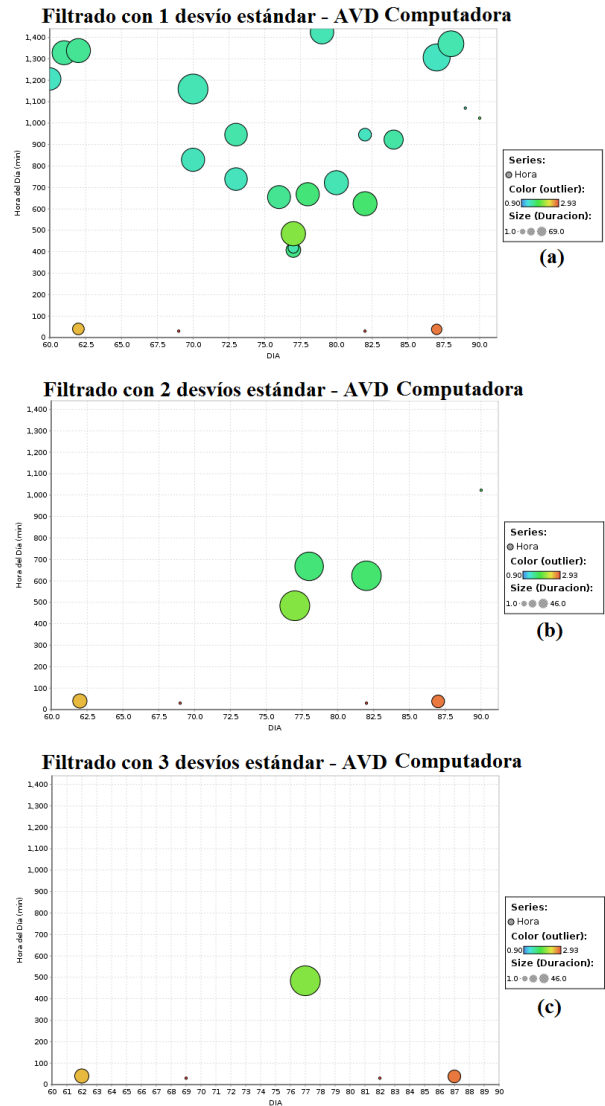 Filtrado con 1 desvío estándar - AVD Computadora
1,400
1,300
1,200
1,100
1,000
900
800
700
600
500
400
300
200
100
0
Hora del Dia (min)
60.0 62.5 65.0 67.5 70.0 72.5 75.0 77.5 80.0 82.5 85.0 87.5 90.0
DIA
Series:
Hora
Color (outlier):
0.90 2.93
Size (Duracion):
1.0 69.0
(a)
Filtrado con 2 desvíos estándar - AVD Computadora
1,400
1,300
1,200
1,100
1,000
900
800
700
600
500
400
300
200
100
0
Hora del Dia (min)
60.0 62.5 65.0 67.5 70.0 72.5 75.0 77.5 80.0 82.5 85.0 87.5 90.0
DIA
Series:
Hora
Color (outlier):
0.90 2.93
Size (Duracion):
1.0 46.0
(b)
Filtrado con 3 desvíos estándar - AVD Computadora
1,400
1,300
1,200
1,100
1,000
900
800
700
600
500
400
300
200
100
0
Hora del Dia (min)
60 61 62 63 64 65 66 67 68 69 70 71 72 73 74 75 76 77 78 79 80 81 82 83 84 85 86 87 88 89 90
DIA
Series:
Hora
Color (outlier):
0.90 2.93
Size (Duracion):
1.0 46.0
(c)